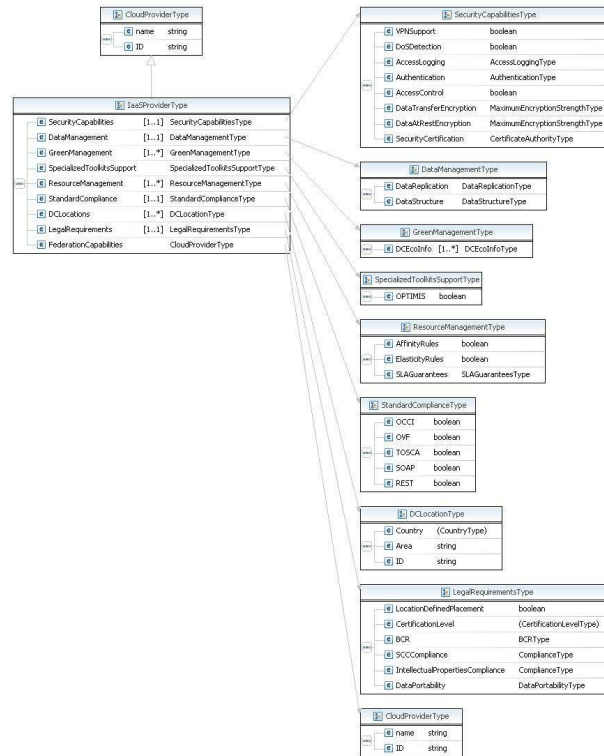 CloudProviderType
name string
ID string
IaaSProviderType
SecurityCapabilities [1..1] SecurityCapabilitiesType
DataManagement [1..1] DataManagementType
GreenManagement [1..*] GreenManagementType
SpecializedToolkitsSupport SpecializedToolkitsSupportType
ResourceManagement [1..*] ResourceManagementType
StandardCompliance [1..1] StandardComplianceType
DCLocations [1..*] DCLocationType
LegalRequirements [1..1] LegalRequirementsType
FederationCapabilities CloudProviderType
SecurityCapabilitiesType
VPNSupport boolean
DoSDetection boolean
AccessLogging AccessLoggingType
Authentication AuthenticationType
AccessControl boolean
DataTransferEncryption MaximumEncryptionStrengthType
DataAtRestEncryption MaximumEncryptionStrengthType
SecurityCertification CertificateAuthorityType
DataManagementType
DataReplication DataReplicationType
DataStructure DataStructureType
GreenManagementType
DCEcoInfo [1..*] DCEcoInfoType
SpecializedToolkitsSupportType
OPTIMIS boolean
ResourceManagementType
AffinityRules boolean
ElasticityRules boolean
SLAGuarantees SLAGuaranteesType
StandardComplianceType
OCCI boolean
OVF boolean
TOSCA boolean
SOAP boolean
REST boolean
DCLocationType
Country (CountryType)
Area string
ID string
LegalRequirementsType
LocationDefinedPlacement boolean
CertificationLevel (CertificationLevelType)
BCR BCRType
SCCCompliance ComplianceType
IntellectualPropertiesCompliance ComplianceType
DataPortability DataPortabilityType
CloudProviderType
name string
ID string